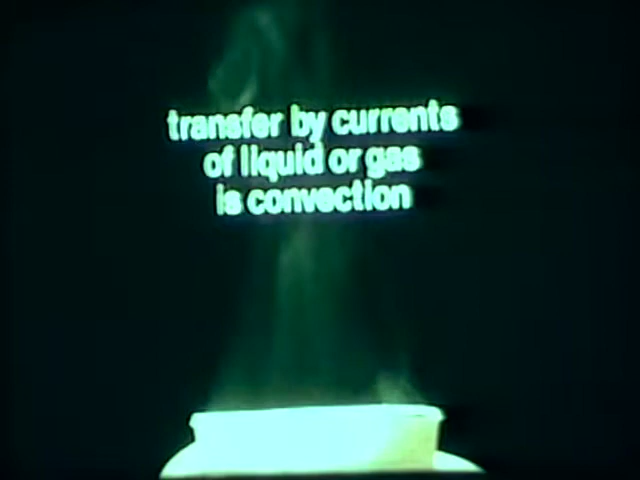 transfer by currents
of liquid or gas
is convection